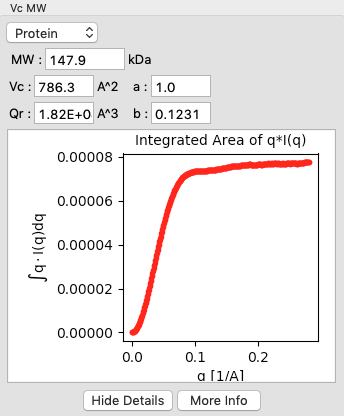 Vc MW
Protein
MW : 147.9 kDa
Vc : 786.3 A^2 a : 1.0
Qr : 1.82E+0 A^3 b : 0.1231
Integrated Area of q*I(q)
0.00008
0.00006
0.00004
0.00002
0.00000
∫q · I(q)dq
0.0 0.1 0.2
q [1/A]
Hide Details More Info